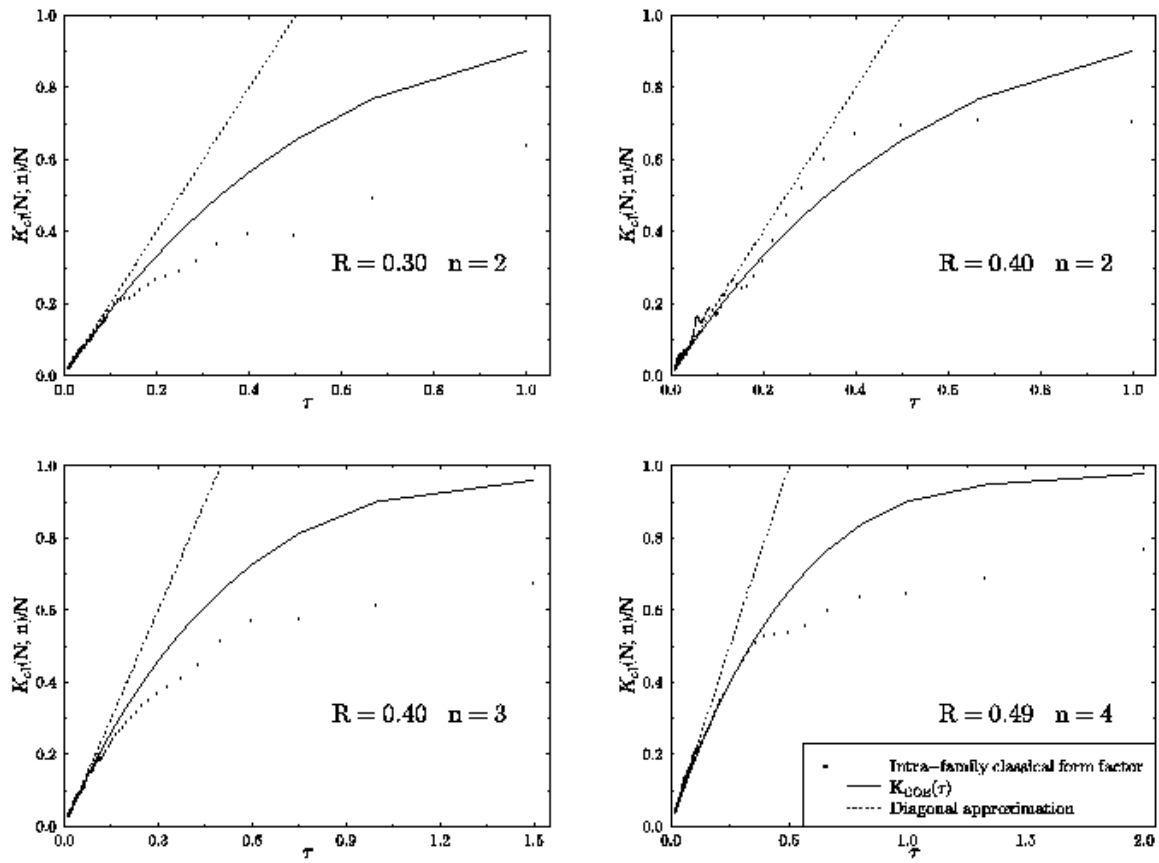 1.0
0.8
0.6
0.4
0.2
0.0
K_cl(N; n)/N
R = 0.30 n = 2
0.0 0.2 0.4 0.6 0.8 1.0
τ
1.0
0.8
0.6
0.4
0.2
0.0
K_cl(N; n)/N
R = 0.40 n = 2
0.0 0.2 0.4 0.6 0.8 1.0
τ
1.0
0.8
0.6
0.4
0.2
0.0
K_cl(N; n)/N
R = 0.40 n = 3
0.0 0.3 0.6 0.9 1.2 1.5
τ
1.0
0.8
0.6
0.4
0.2
0.0
K_cl(N; n)/N
R = 0.49 n = 4
Intra−family classical form factor
K_COE(τ)
Diagonal approximation
0.0 0.5 1.0 1.5 2.0
τ